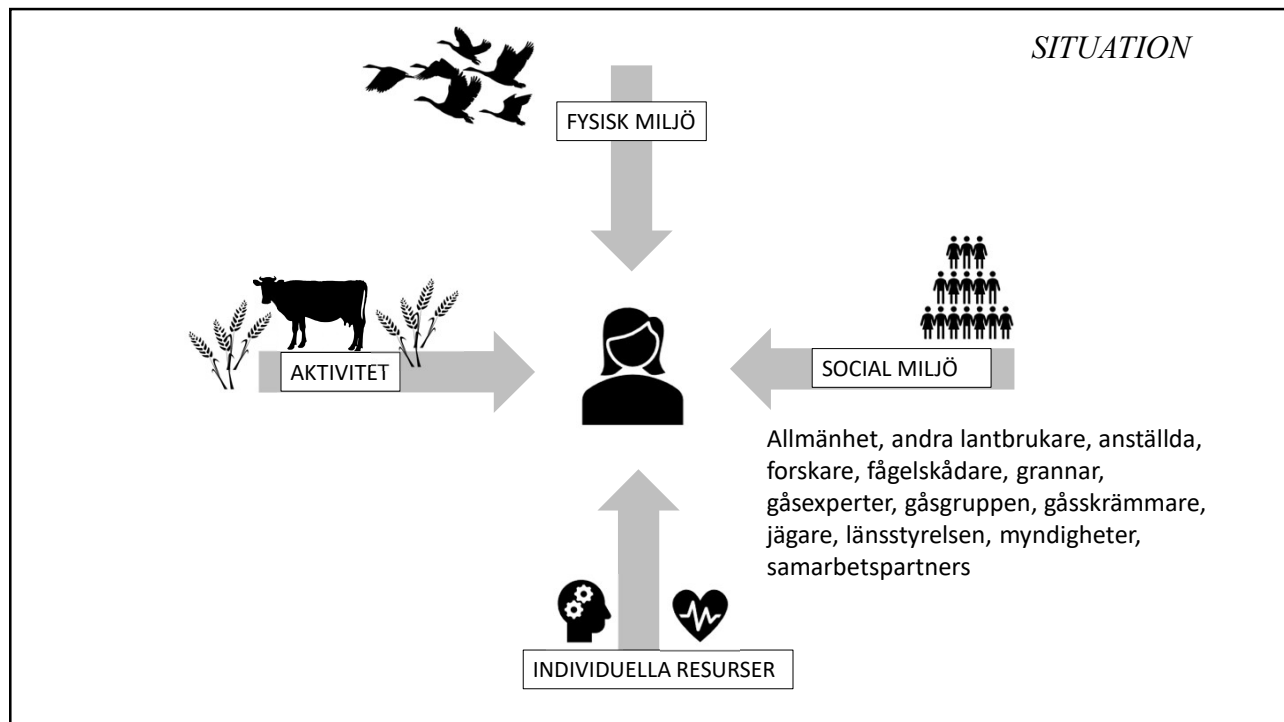 SITUATION
FYSISK MILJÖ
AKTIVITET
SOCIAL MILJÖ
Allmänhet, andra lantbrukare, anställda,
forskare, fågelskådare, grannar,
gåsexperter, gåsgruppen, gåsskrämmare,
jägare, länsstyrelsen, myndigheter,
samarbetspartners
INDIVIDUELLA RESURSER